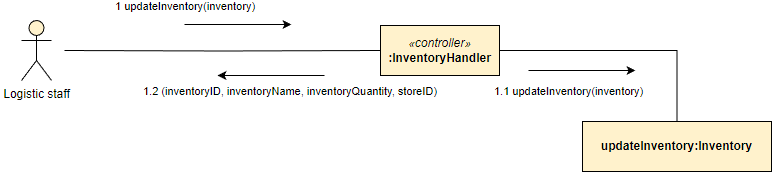 1 updateInventory(inventory)
«controller»
:InventoryHandler
Logistic staff
1.2 (inventoryID, inventoryName, inventoryQuantity, storeID)
1.1 updateInventory(inventory)
updateInventory:Inventory